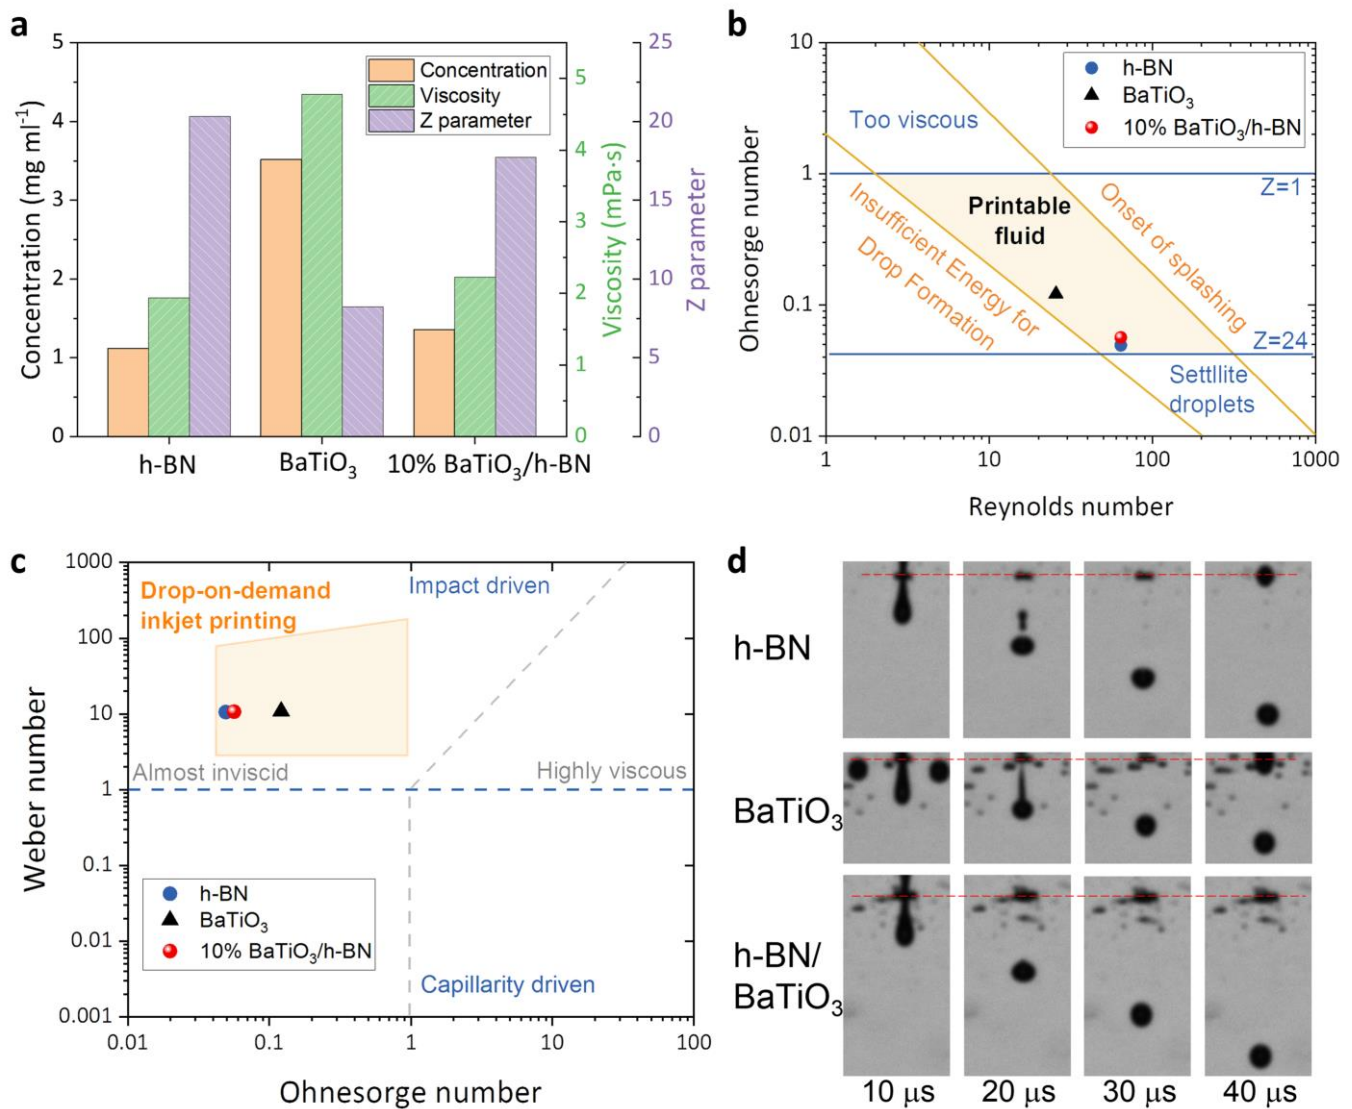 a
5
4
3
2
1
0
Concentration (mg ml⁻¹)
Concentration
Viscosity
Z parameter
5
4
3
2
1
0
Viscosity (mPa·s)
25
20
15
10
5
0
Z parameter
h-BN
BaTiO₃
10% BaTiO₃/h-BN
b
10
1
0.1
0.01
Ohnesorge number
h-BN
BaTiO₃
10% BaTiO₃/h-BN
Too viscous
Z=1
Printable
fluid
Onset of splashing
Insufficient Energy for
Drop Formation
Z=24
Settllite
droplets
1
10
100
1000
Reynolds number
c
1000
100
10
1
0.1
0.01
0.001
Weber number
Drop-on-demand
inkjet printing
Impact driven
Almost inviscid
Highly viscous
h-BN
BaTiO₃
10% BaTiO₃/h-BN
Capillarity driven
0.01
0.1
1
10
100
Ohnesorge number
d
h-BN
BaTiO₃
h-BN/
BaTiO₃
10 μs
20 μs
30 μs
40 μs